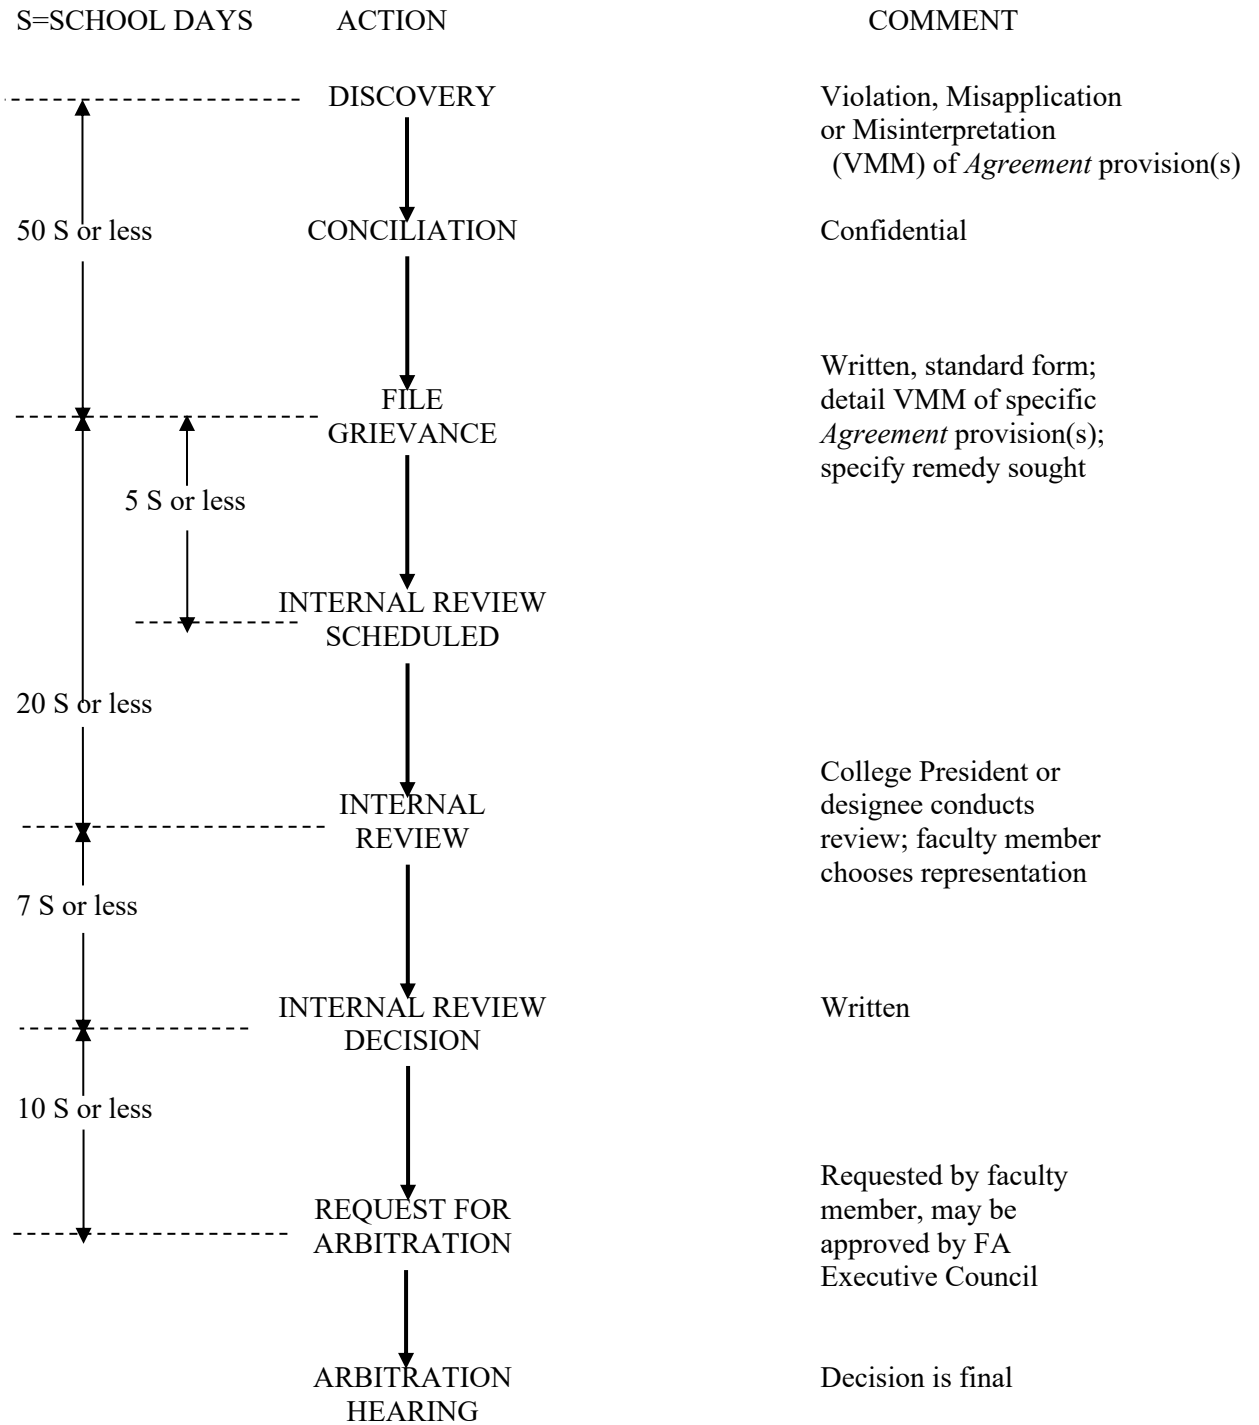 S=SCHOOL DAYS ACTION COMMENT
DISCOVERY Violation, Misapplication
or Misinterpretation
(VMM) of Agreement provision(s)
50 S or less CONCILIATION Confidential
Written, standard form;
FILE detail VMM of specific
GRIEVANCE Agreement provision(s);
specify remedy sought
5 S or less
INTERNAL REVIEW
SCHEDULED
20 S or less
College President or
INTERNAL designee conducts
REVIEW review; faculty member
chooses representation
7 S or less
INTERNAL REVIEW Written
DECISION
10 S or less
Requested by faculty
REQUEST FOR member, may be
ARBITRATION approved by FA
Executive Council
ARBITRATION Decision is final
HEARING